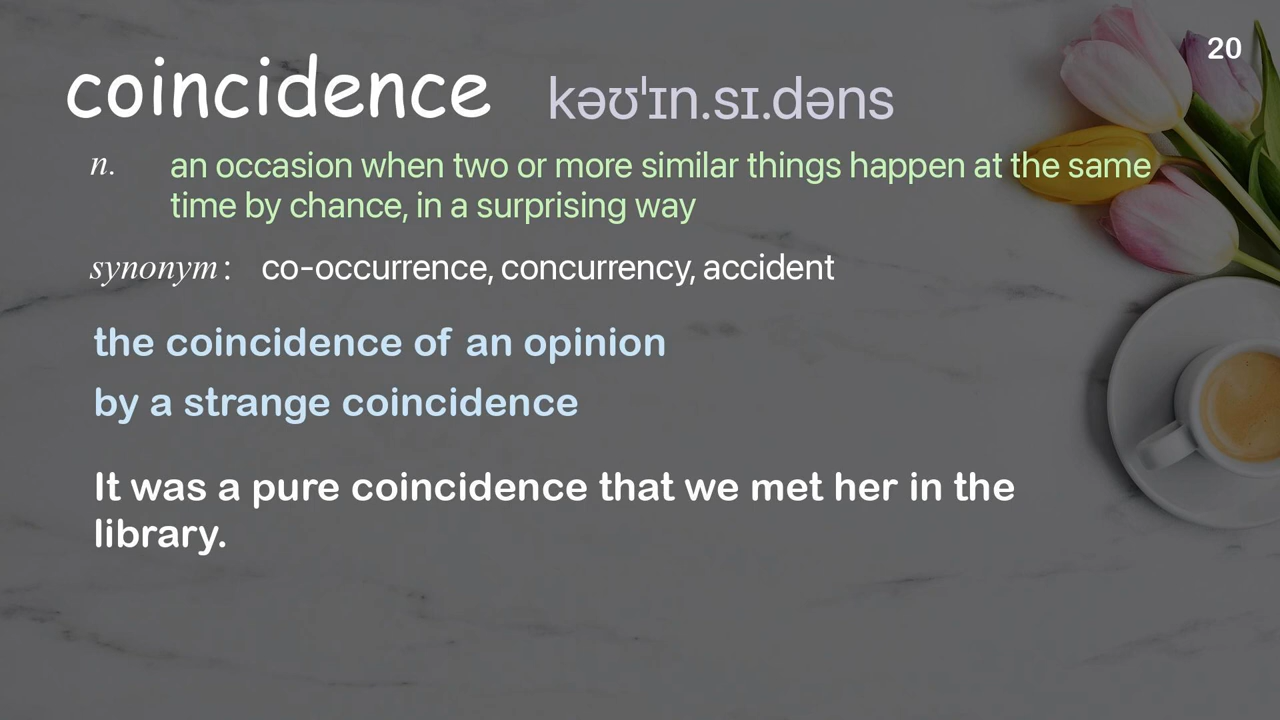 20
coincidence kəʊˈɪn.sɪ.dəns
n. an occasion when two or more similar things happen at the same
time by chance, in a surprising way
synonym: co-occurrence, concurrency, accident
the coincidence of an opinion
by a strange coincidence
It was a pure coincidence that we met her in the
library.